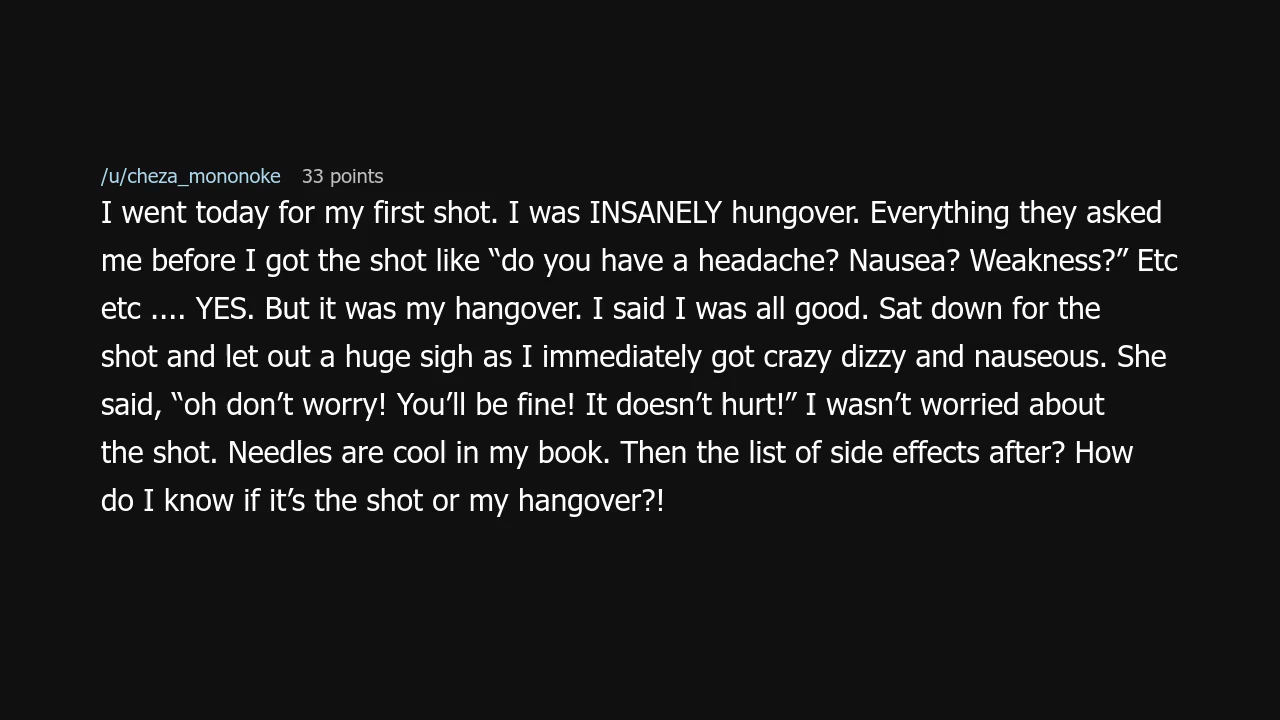 /u/cheza_mononoke 33 points
I went today for my first shot. I was INSANELY hungover. Everything they asked
me before I got the shot like “do you have a headache? Nausea? Weakness?” Etc
etc .... YES. But it was my hangover. I said I was all good. Sat down for the
shot and let out a huge sigh as I immediately got crazy dizzy and nauseous. She
said, “oh don’t worry! You’ll be fine! It doesn’t hurt!” I wasn’t worried about
the shot. Needles are cool in my book. Then the list of side effects after? How
do I know if it’s the shot or my hangover?!